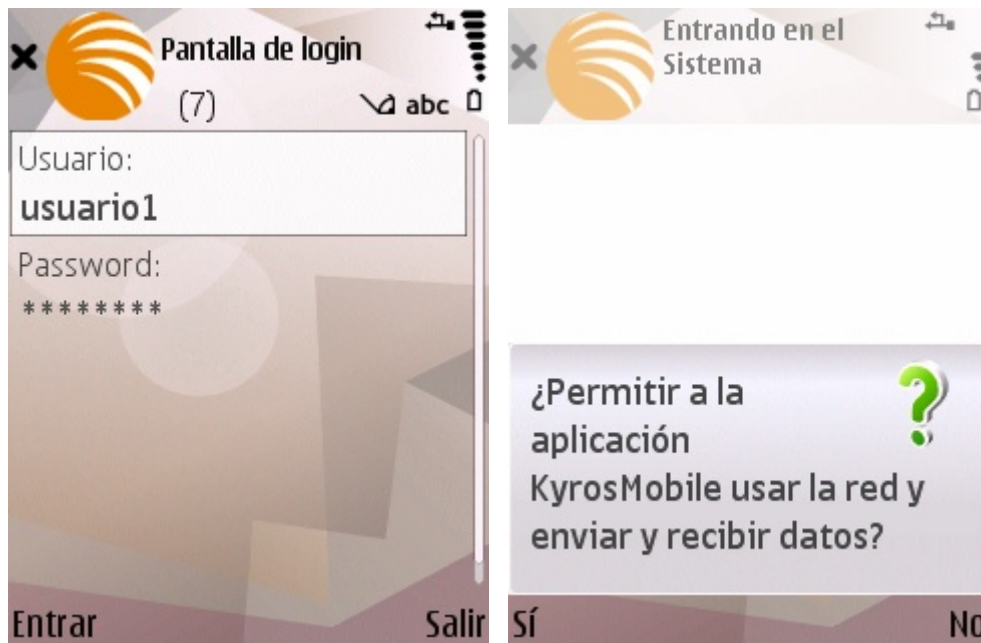 Pantalla de login
(7)
abc
Usuario:
usuario1
Password:
********
Entrar
Salir
Entrando en el
Sistema
¿Permitir a la
aplicación
KyrosMobile usar la red y
enviar y recibir datos?
Sí
No